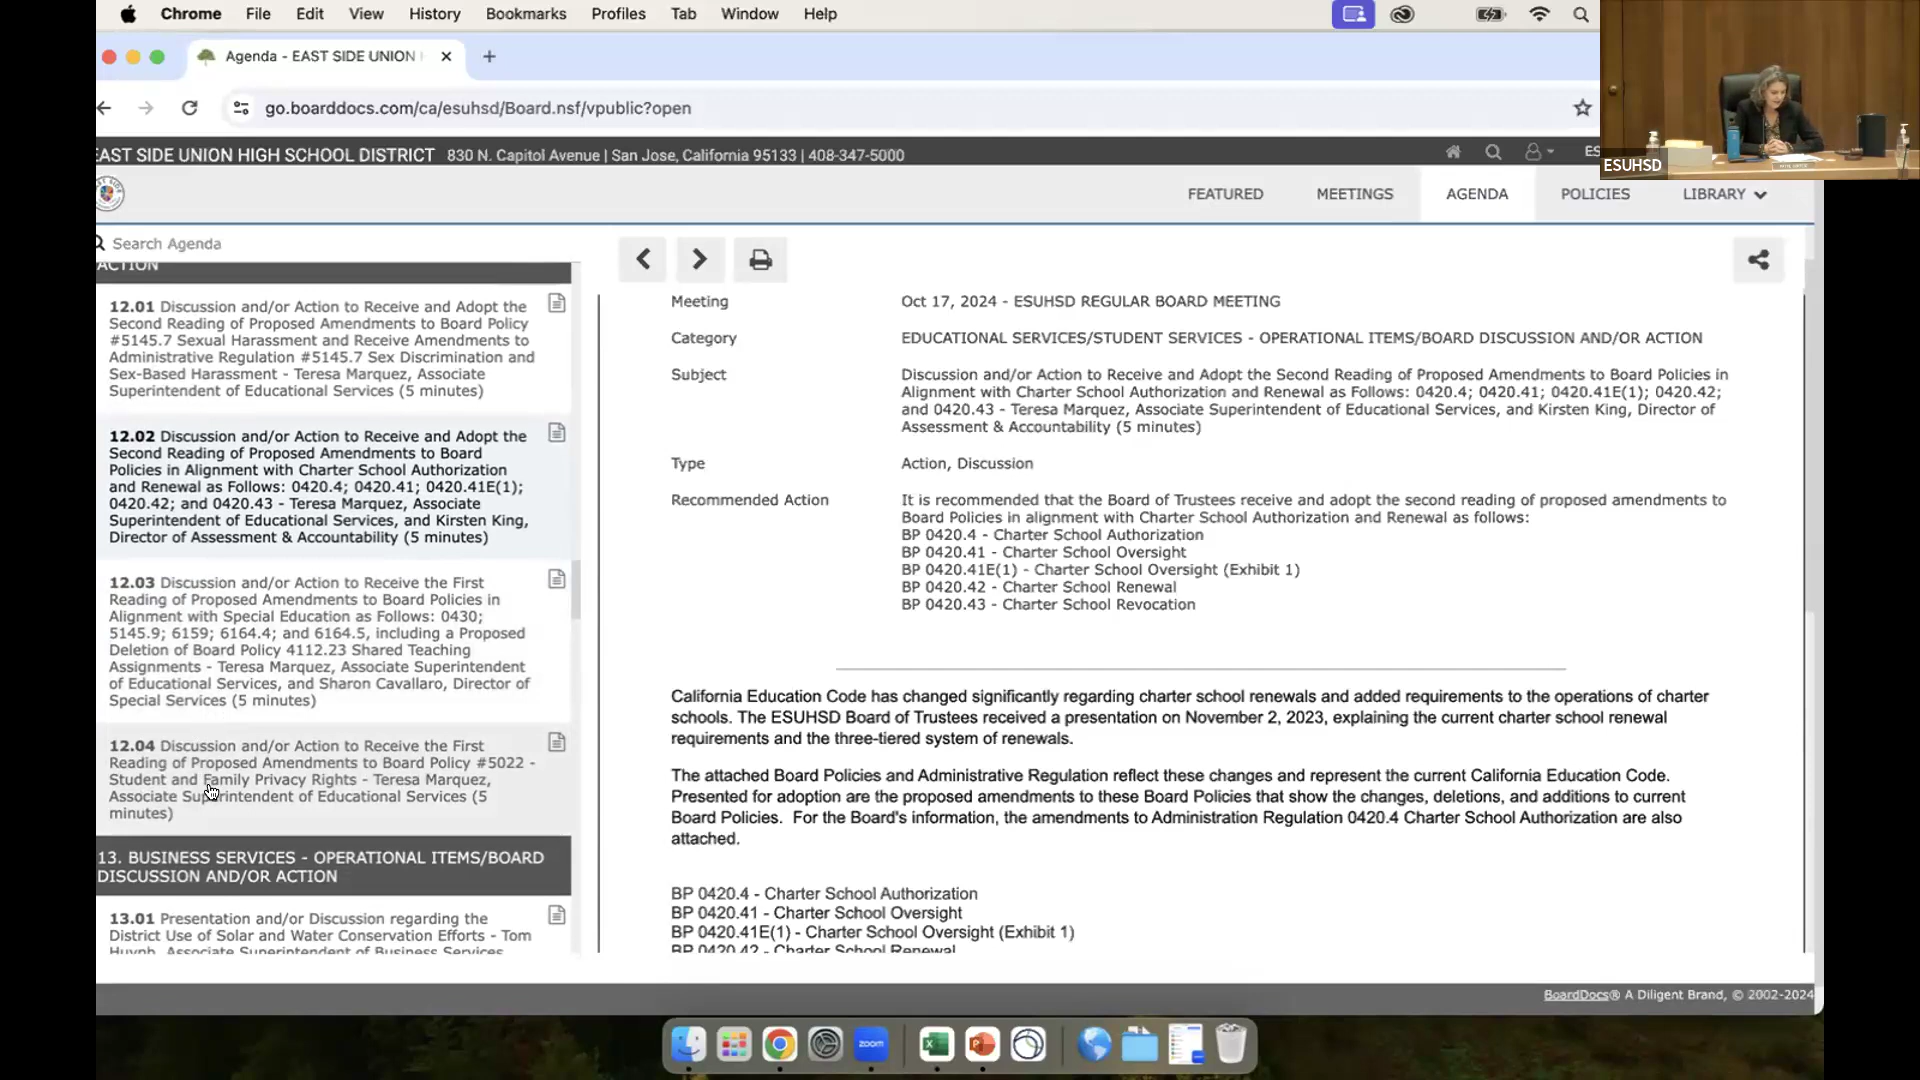 Chrome File Edit View History Bookmarks Profiles Tab Window Help
Agenda - EAST SIDE UNION
go.boarddocs.com/ca/esuhsd/Board.nsf/vpublic?open
ESUHSD
EAST SIDE UNION HIGH SCHOOL DISTRICT 830 N. Capitol Avenue | San Jose, California 95133 | 408-347-5000
ES
FEATURED MEETINGS AGENDA POLICIES LIBRARY
Search Agenda
ACTION
12.01 Discussion and/or Action to Receive and Adopt the
Second Reading of Proposed Amendments to Board Policy
#5145.7 Sexual Harassment and Receive Amendments to
Administrative Regulation #5145.7 Sex Discrimination and
Sex-Based Harassment - Teresa Marquez, Associate
Superintendent of Educational Services (5 minutes)
12.02 Discussion and/or Action to Receive and Adopt the
Second Reading of Proposed Amendments to Board
Policies in Alignment with Charter School Authorization
and Renewal as Follows: 0420.4; 0420.41; 0420.41E(1);
0420.42; and 0420.43 - Teresa Marquez, Associate
Superintendent of Educational Services, and Kirsten King,
Director of Assessment & Accountability (5 minutes)
12.03 Discussion and/or Action to Receive the First
Reading of Proposed Amendments to Board Policies in
Alignment with Special Education as Follows: 0430;
5145.9; 6159; 6164.4; and 6164.5, including a Proposed
Deletion of Board Policy 4112.23 Shared Teaching
Assignments - Teresa Marquez, Associate Superintendent
of Educational Services, and Sharon Cavallaro, Director of
Special Services (5 minutes)
12.04 Discussion and/or Action to Receive the First
Reading of Proposed Amendments to Board Policy #5022 -
Student and Family Privacy Rights - Teresa Marquez,
Associate Superintendent of Educational Services (5
minutes)
13. BUSINESS SERVICES - OPERATIONAL ITEMS/BOARD
DISCUSSION AND/OR ACTION
13.01 Presentation and/or Discussion regarding the
District Use of Solar and Water Conservation Efforts - Tom
Huynh, Associate Superintendent of Business Services
Meeting Oct 17, 2024 - ESUHSD REGULAR BOARD MEETING
Category EDUCATIONAL SERVICES/STUDENT SERVICES - OPERATIONAL ITEMS/BOARD DISCUSSION AND/OR ACTION
Subject Discussion and/or Action to Receive and Adopt the Second Reading of Proposed Amendments to Board Policies in
Alignment with Charter School Authorization and Renewal as Follows: 0420.4; 0420.41; 0420.41E(1); 0420.42;
and 0420.43 - Teresa Marquez, Associate Superintendent of Educational Services, and Kirsten King, Director of
Assessment & Accountability (5 minutes)
Type Action, Discussion
Recommended Action It is recommended that the Board of Trustees receive and adopt the second reading of proposed amendments to
Board Policies in alignment with Charter School Authorization and Renewal as follows:
BP 0420.4 - Charter School Authorization
BP 0420.41 - Charter School Oversight
BP 0420.41E(1) - Charter School Oversight (Exhibit 1)
BP 0420.42 - Charter School Renewal
BP 0420.43 - Charter School Revocation
California Education Code has changed significantly regarding charter school renewals and added requirements to the operations of charter
schools. The ESUHSD Board of Trustees received a presentation on November 2, 2023, explaining the current charter school renewal
requirements and the three-tiered system of renewals.
The attached Board Policies and Administrative Regulation reflect these changes and represent the current California Education Code.
Presented for adoption are the proposed amendments to these Board Policies that show the changes, deletions, and additions to current
Board Policies. For the Board's information, the amendments to Administration Regulation 0420.4 Charter School Authorization are also
attached.
BP 0420.4 - Charter School Authorization
BP 0420.41 - Charter School Oversight
BP 0420.41E(1) - Charter School Oversight (Exhibit 1)
BP 0420.42 - Charter School Renewal
BoardDocs® A Diligent Brand, © 2002-2024
zoom